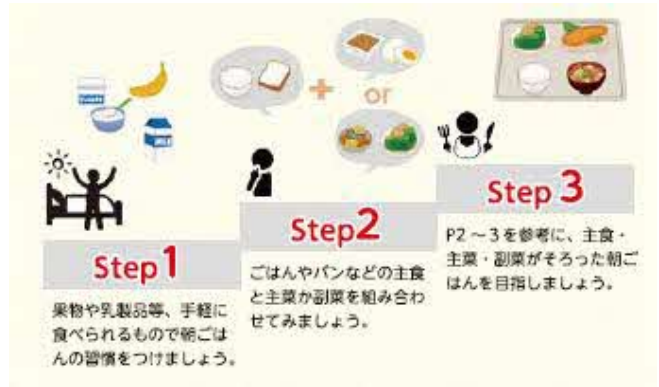 Step1
果物や乳製品等、手軽に
食べられるもので朝ごは
んの習慣をつけましょう。
+
or
Step2
ごはんやパンなどの主食
と主菜か副菜を組み合わ
せてみましょう。
Step 3
P2～3を参考に、主食・
主菜・副菜がそろった朝ご
はんを目指しましょう。